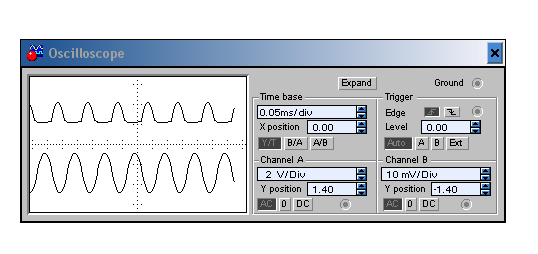 Oscilloscope
Expand Ground
Time base Trigger
0.05ms/div Edge
X position 0.00 Level 0.00
Y/T B/A A/B Auto A B Ext
Channel A Channel B
2 V/Div 10 mV/Div
Y position 1.40 Y position -1.40
AC 0 DC AC 0 DC